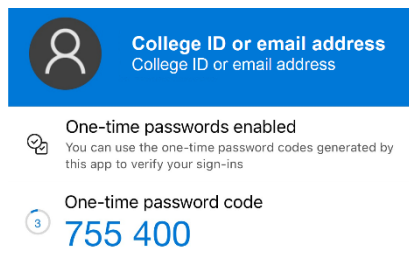 College ID or email address
College ID or email address
One-time passwords enabled
You can use the one-time password codes generated by
this app to verify your sign-ins
One-time password code
3
755 400